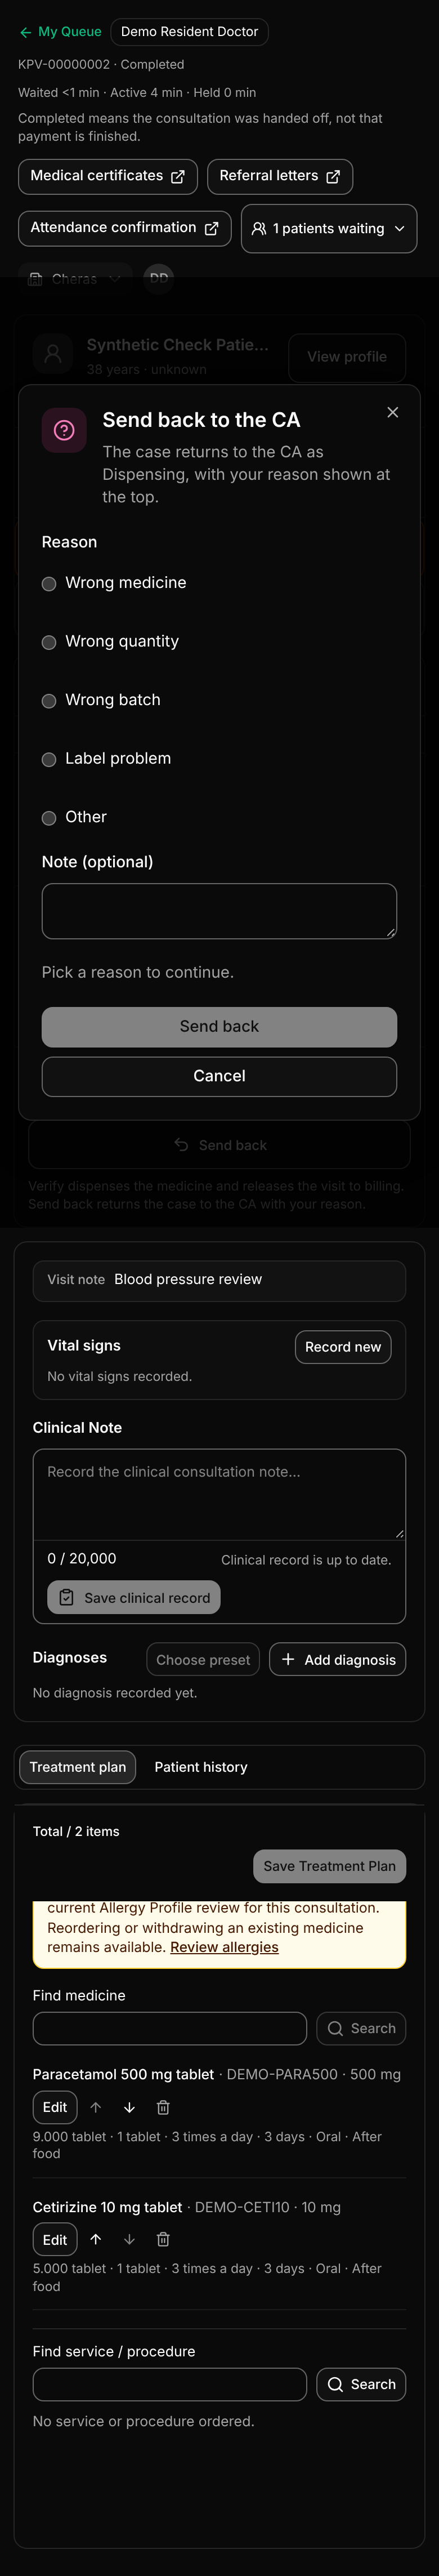 My Queue
Demo Resident Doctor
KPV-00000002 · Completed
Waited <1 min · Active 4 min · Held 0 min
Completed means the consultation was handed off, not that
payment is finished.
Medical certificates
Referral letters
Attendance confirmation
1 patients waiting
Cheras
DD
Synthetic Check Patie...
38 years · unknown
View profile
Send back to the CA
The case returns to the CA as
Dispensing, with your reason shown at
the top.
Reason
Wrong medicine
Wrong quantity
Wrong batch
Label problem
Other
Note (optional)
Pick a reason to continue.
Send back
Cancel
Send back
Verify dispenses the medicine and releases the visit to billing.
Send back returns the case to the CA with your reason.
Visit note Blood pressure review
Vital signs
Record new
No vital signs recorded.
Clinical Note
Record the clinical consultation note...
0 / 20,000
Clinical record is up to date.
Save clinical record
Diagnoses
Choose preset
Add diagnosis
No diagnosis recorded yet.
Treatment plan
Patient history
Total / 2 items
Save Treatment Plan
current Allergy Profile review for this consultation.
Reordering or withdrawing an existing medicine
remains available. Review allergies
Find medicine
Search
Paracetamol 500 mg tablet · DEMO-PARA500 · 500 mg
Edit
9.000 tablet · 1 tablet · 3 times a day · 3 days · Oral · After
food
Cetirizine 10 mg tablet · DEMO-CETI10 · 10 mg
Edit
5.000 tablet · 1 tablet · 3 times a day · 3 days · Oral · After
food
Find service / procedure
Search
No service or procedure ordered.